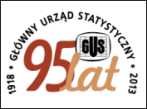 1918 * GŁÓWNY URZĄD STATYSTYCZNY * 2013
GUS
95 lat